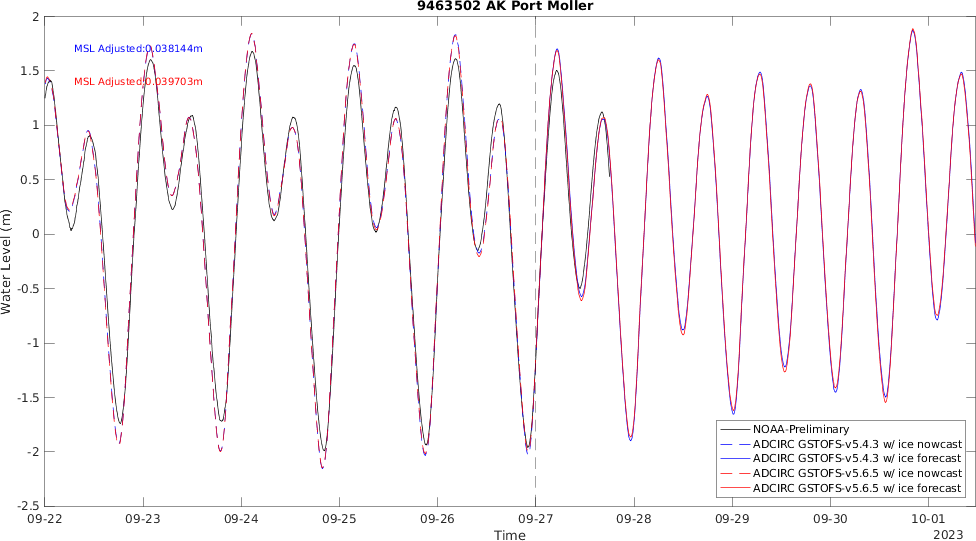 9463502 AK Port Moller
MSL Adjusted:0.038144m
MSL Adjusted:0.039703m
Water Level (m)
2
1.5
1
0.5
0
-0.5
-1
-1.5
-2
-2.5
NOAA-Preliminary
ADCIRC GSTOFS-v5.4.3 w/ ice nowcast
ADCIRC GSTOFS-v5.4.3 w/ ice forecast
ADCIRC GSTOFS-v5.6.5 w/ ice nowcast
ADCIRC GSTOFS-v5.6.5 w/ ice forecast
09-22 09-23 09-24 09-25 09-26 09-27 09-28 09-29 09-30 10-01
Time
2023